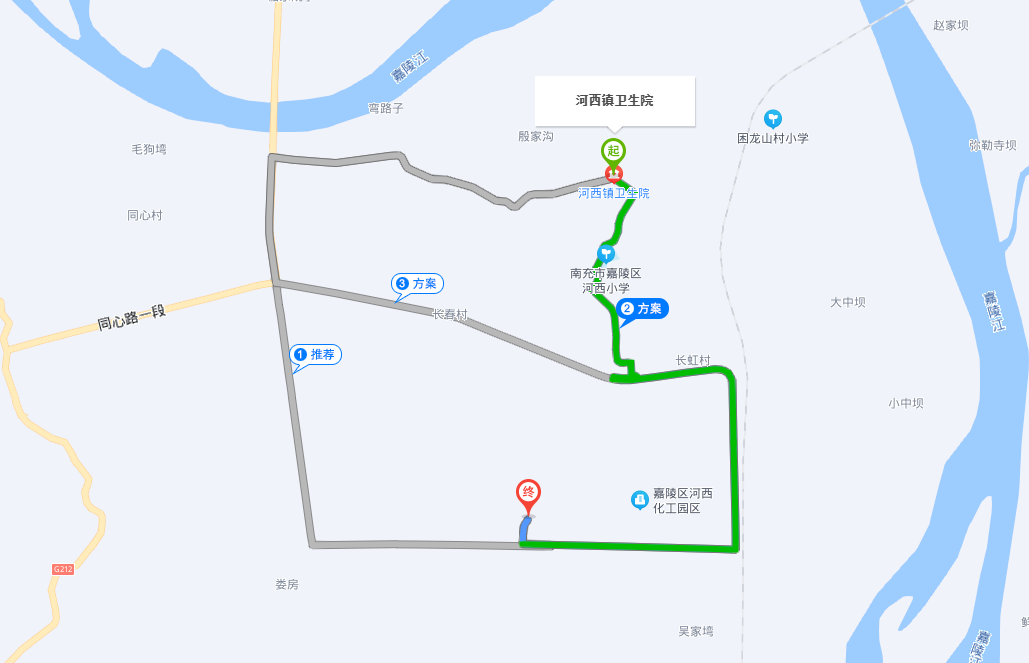 赵家坝
嘉陵江
河西镇卫生院
弯路子
殷家沟
困龙山村小学
毛狗塆
弥勒寺坝
起
河西镇卫生院
同心村
南充市嘉陵区
河西小学
3 方案
大中坝
2 方案
嘉陵江
长春村
同心路一段
1 推荐
长虹村
小中坝
终
嘉陵区河西
化工园区
G212
娄房
吴家塆
嘉陵江